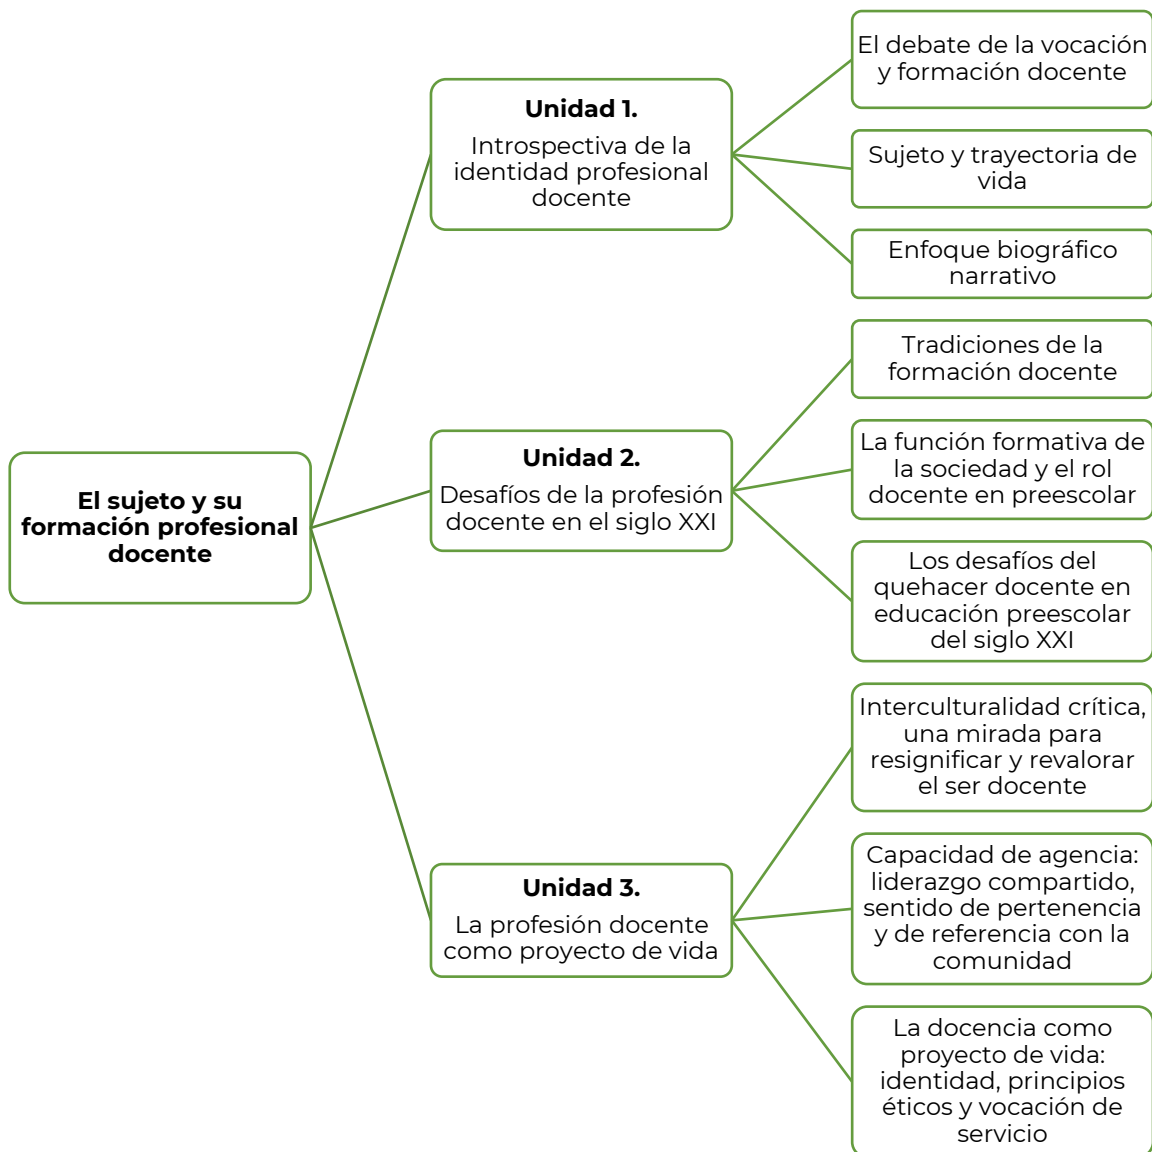 El sujeto y su
formación profesional
docente
Unidad 1.
Introspectiva de la
identidad profesional
docente
El debate de la vocación
y formación docente
Sujeto y trayectoria de
vida
Enfoque biográfico
narrativo
Unidad 2.
Desafíos de la profesión
docente en el siglo XXI
Tradiciones de la
formación docente
La función formativa de
la sociedad y el rol
docente en preescolar
Los desafíos del
quehacer docente en
educación preescolar
del siglo XXI
Unidad 3.
La profesión docente
como proyecto de vida
Interculturalidad crítica,
una mirada para
resignificar y revalorar
el ser docente
Capacidad de agencia:
liderazgo compartido,
sentido de pertenencia
y de referencia con la
comunidad
La docencia como
proyecto de vida:
identidad, principios
éticos y vocación de
servicio